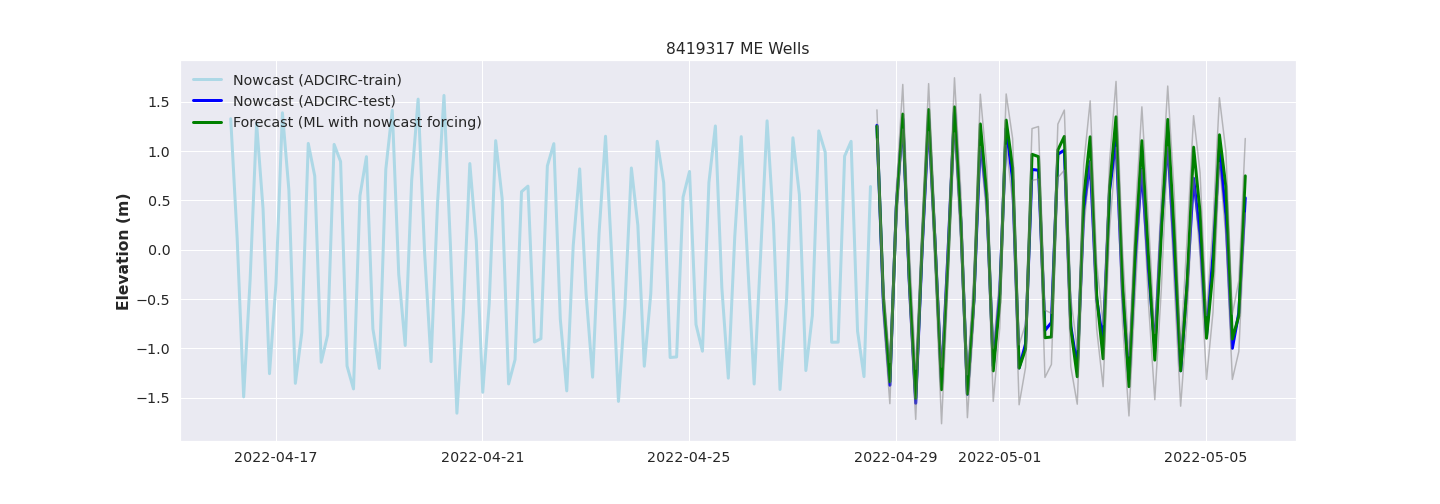 8419317 ME Wells
Nowcast (ADCIRC-train)
Nowcast (ADCIRC-test)
Forecast (ML with nowcast forcing)
Elevation (m)
1.5
1.0
0.5
0.0
−0.5
−1.0
−1.5
2022-04-17
2022-04-21
2022-04-25
2022-04-29
2022-05-01
2022-05-05